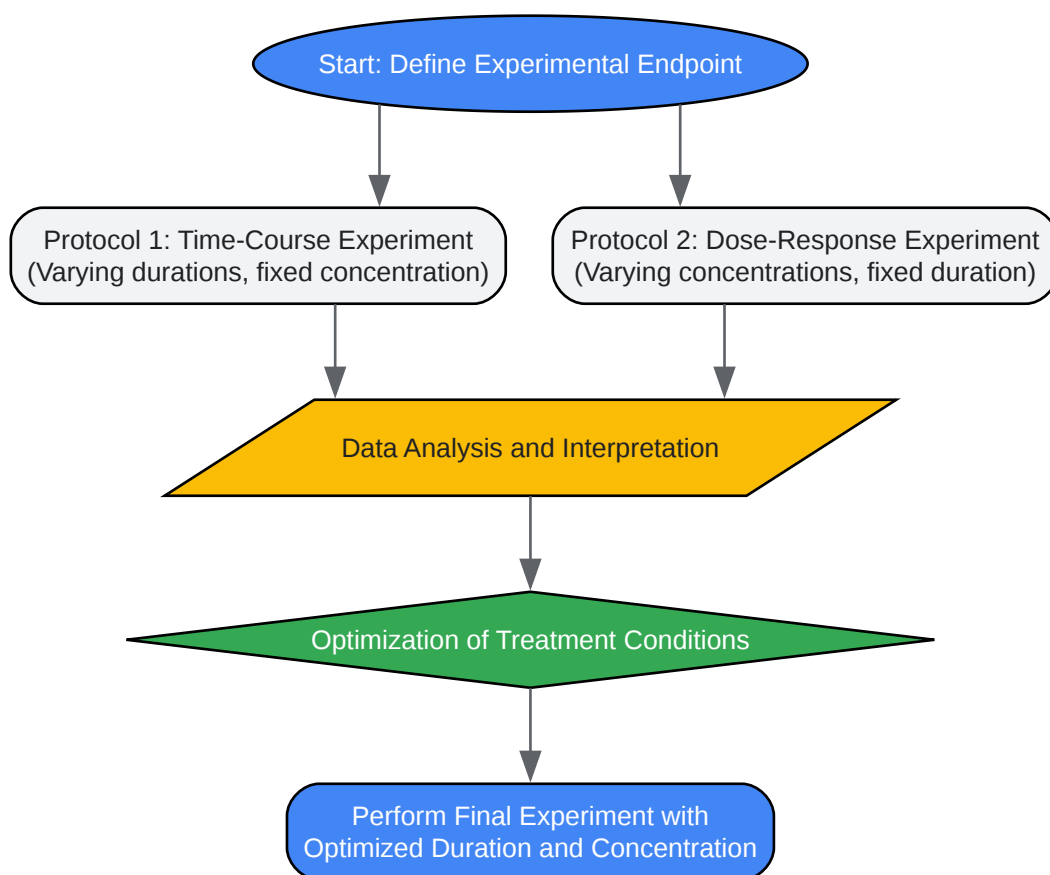 Start: Define Experimental Endpoint
Protocol 1: Time-Course Experiment
(Varying durations, fixed concentration)
Protocol 2: Dose-Response Experiment
(Varying concentrations, fixed duration)
Data Analysis and Interpretation
Optimization of Treatment Conditions
Perform Final Experiment with
Optimized Duration and Concentration